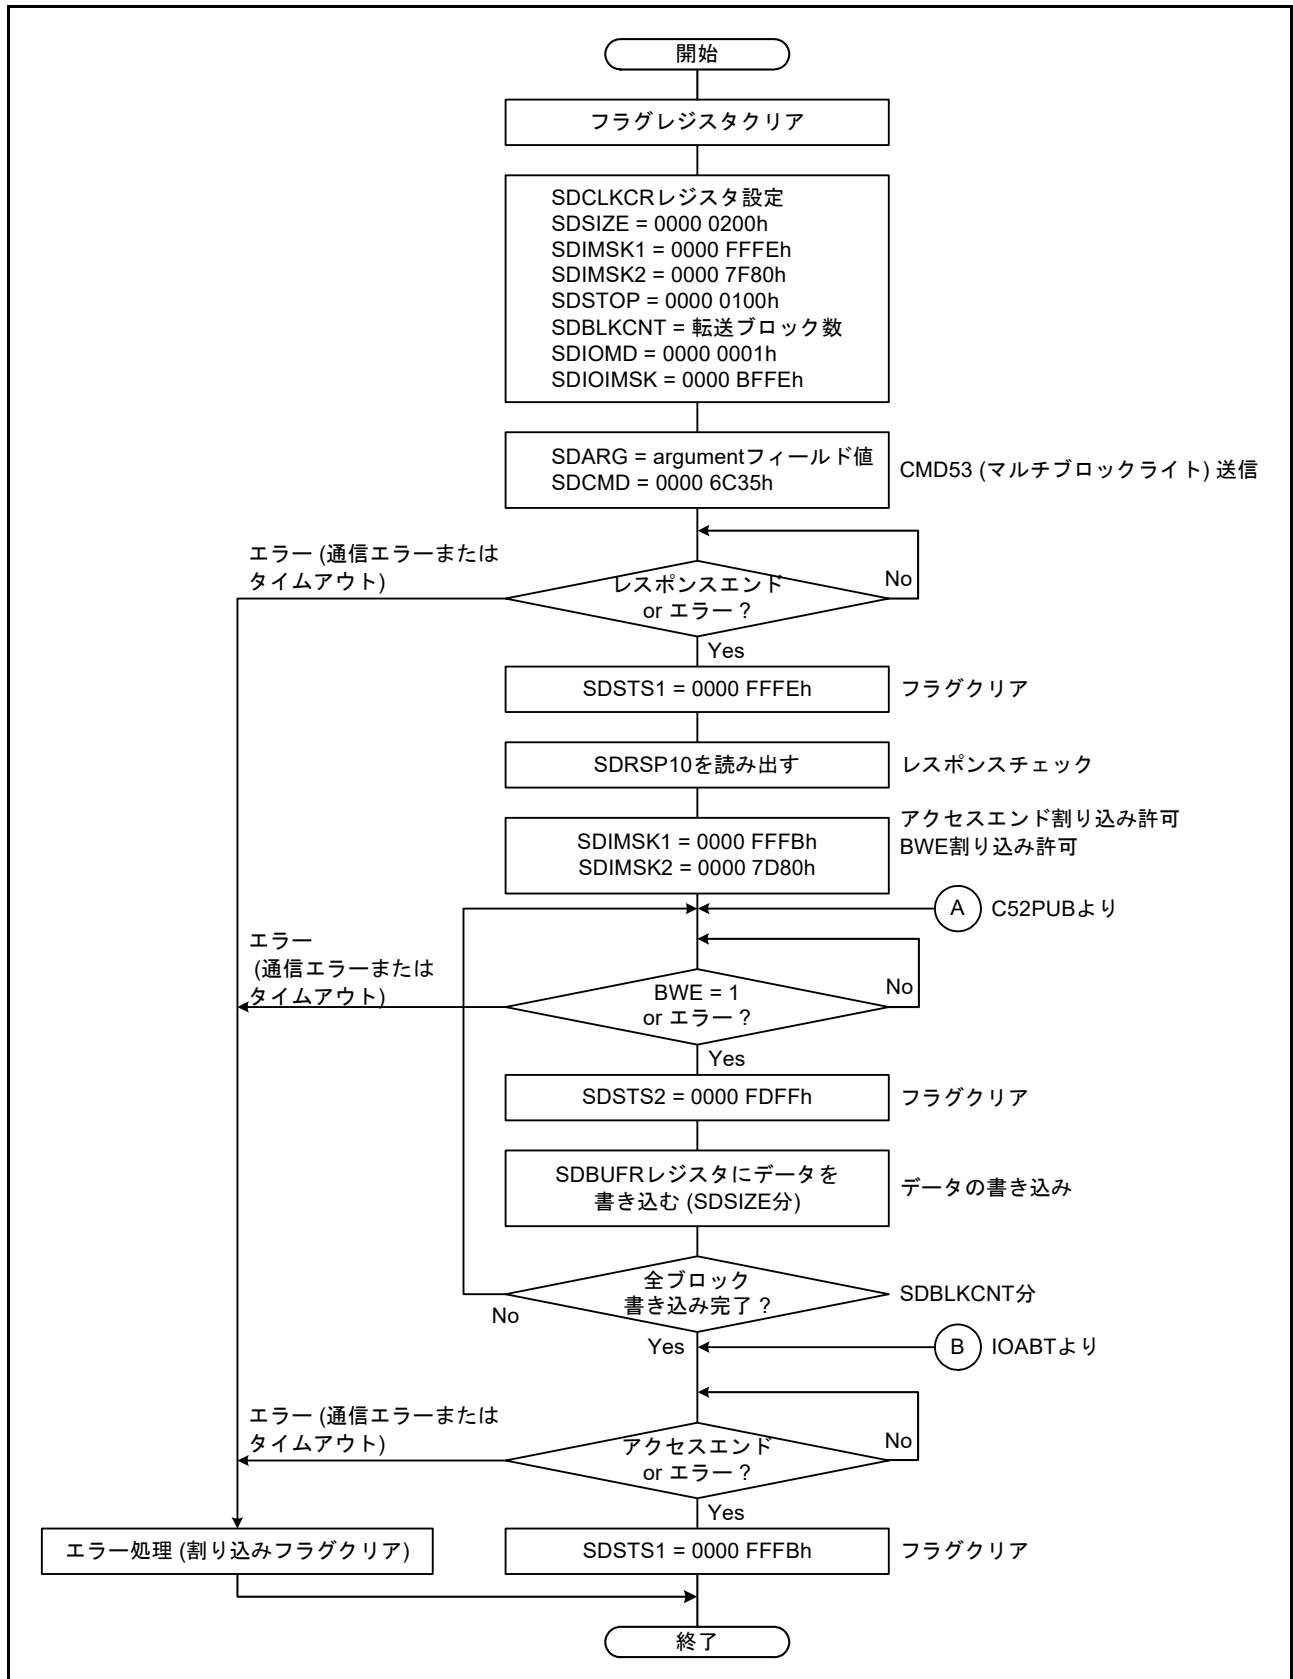 開始
フラグレジスタクリア
SDCLKCRレジスタ設定
SDSIZE = 0000 0200h
SDIMSK1 = 0000 FFFEh
SDIMSK2 = 0000 7F80h
SDSTOP = 0000 0100h
SDBLKCNT = 転送ブロック数
SDIOMD = 0000 0001h
SDIOIMSK = 0000 BFFEh
SDARG = argumentフィールド値
SDCMD = 0000 6C35h
CMD53 (マルチブロックライト) 送信
エラー (通信エラーまたは
タイムアウト)
レスポンスエンド
or エラー ?
No
Yes
SDSTS1 = 0000 FFFEh
フラグクリア
SDRSP10を読み出す
レスポンスチェック
SDIMSK1 = 0000 FFFBh
SDIMSK2 = 0000 7D80h
アクセスエンド割り込み許可
BWE割り込み許可
A
C52PUBより
エラー
(通信エラーまたは
タイムアウト)
BWE = 1
or エラー ?
No
Yes
SDSTS2 = 0000 FDFFh
フラグクリア
SDBUFRレジスタにデータを
書き込む (SDSIZE分)
データの書き込み
全ブロック
書き込み完了 ?
SDBLKCNT分
No
Yes
B
IOABTより
エラー (通信エラーまたは
タイムアウト)
アクセスエンド
or エラー ?
No
Yes
エラー処理 (割り込みフラグクリア)
SDSTS1 = 0000 FFFBh
フラグクリア
終了